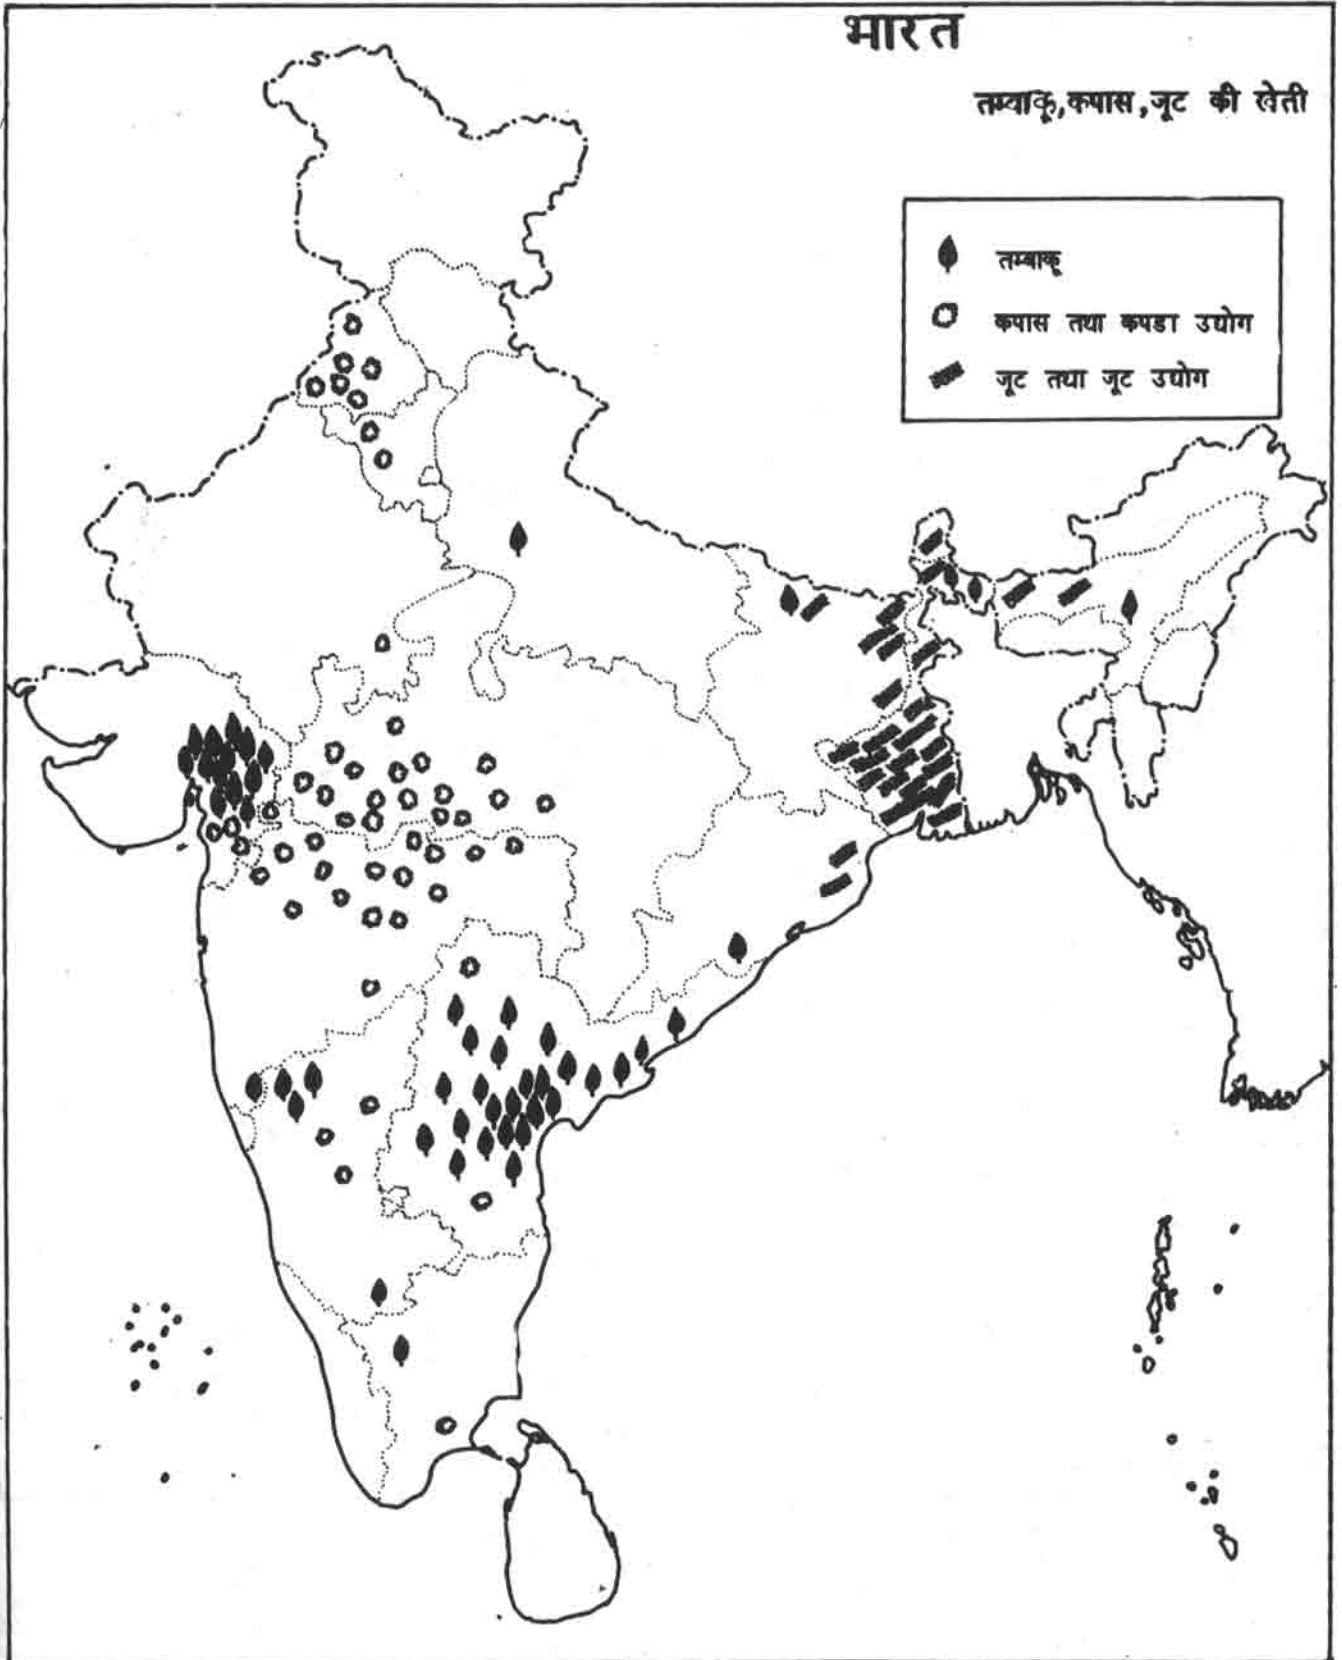 भारत
तम्बाकू,कपास,जूट की खेती
तम्बाकू
कपास तथा कपडा उद्योग
जूट तथा जूट उद्योग